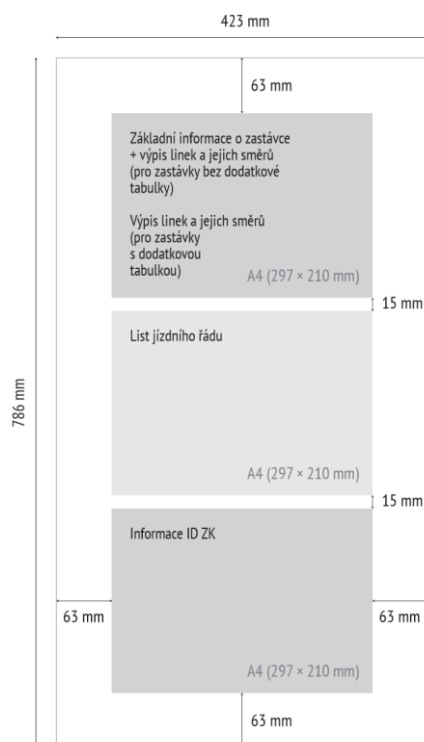 423 mm
63 mm
Základní informace o zastávce
+ výpis linek a jejich směrů
(pro zastávky bez dodatkové
tabulky)
Výpis linek a jejich směrů
(pro zastávky
s dodatkovou
tabulkou)
A4 (297 × 210 mm)
15 mm
List jízdního řádu
786 mm
A4 (297 × 210 mm)
15 mm
Informace ID ZK
63 mm
63 mm
A4 (297 × 210 mm)
63 mm